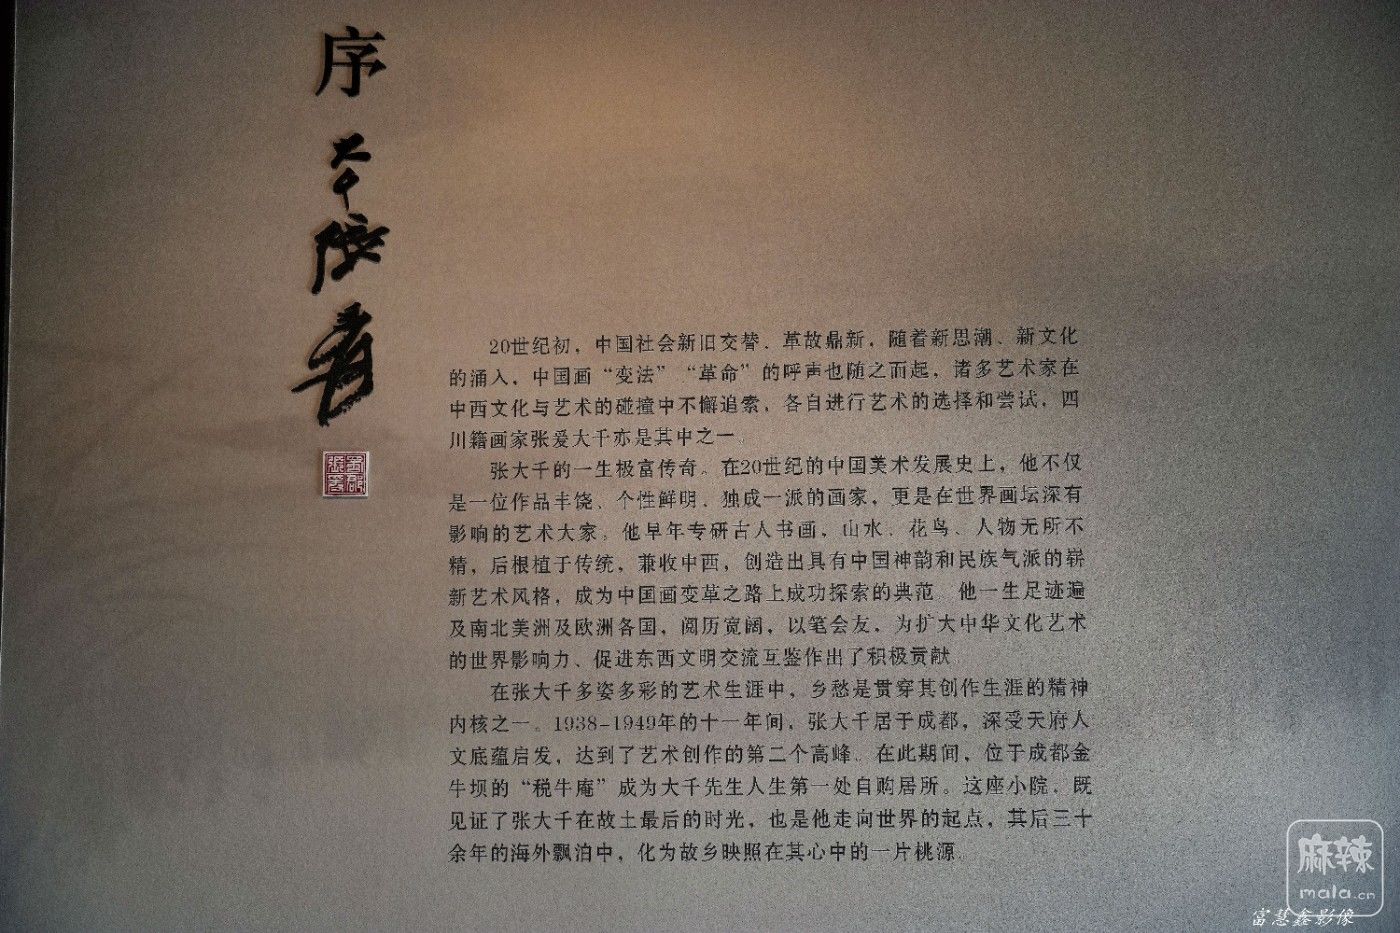 序
大千张爰
蜀郡张爰
20世纪初，中国社会新旧交替、革故鼎新，随着新思潮、新文化
的涌入，中国画“变法”“革命”的呼声也随之而起，诸多艺术家在
中西文化与艺术的碰撞中不懈追索，各自进行艺术的选择和尝试，四
川籍画家张爰大千亦是其中之一。
张大千的一生极富传奇。在20世纪的中国美术发展史上，他不仅
是一位作品丰饶、个性鲜明、独成一派的画家，更是在世界画坛深有
影响的艺术大家。他早年专研古人书画，山水、花鸟、人物无所不
精，后根植于传统，兼收中西，创造出具有中国神韵和民族气派的崭
新艺术风格，成为中国画变革之路上成功探索的典范。他一生足迹遍
及南北美洲及欧洲各国，阅历宽阔，以笔会友，为扩大中华文化艺术
的世界影响力、促进东西文明交流互鉴作出了积极贡献。
在张大千多姿多彩的艺术生涯中，乡愁是贯穿其创作生涯的精神
内核之一。1938-1949年的十一年间，张大千居于成都，深受天府人
文底蕴启发，达到了艺术创作的第二个高峰。在此期间，位于成都金
牛坝的“税牛庵”成为大千先生人生第一处自购居所。这座小院，既
见证了张大千在故土最后的时光，也是他走向世界的起点，其后三十
余年的海外飘泊中，化为故乡映照在其心中的一片桃源。
麻辣
mala.cn
富慧鑫影像